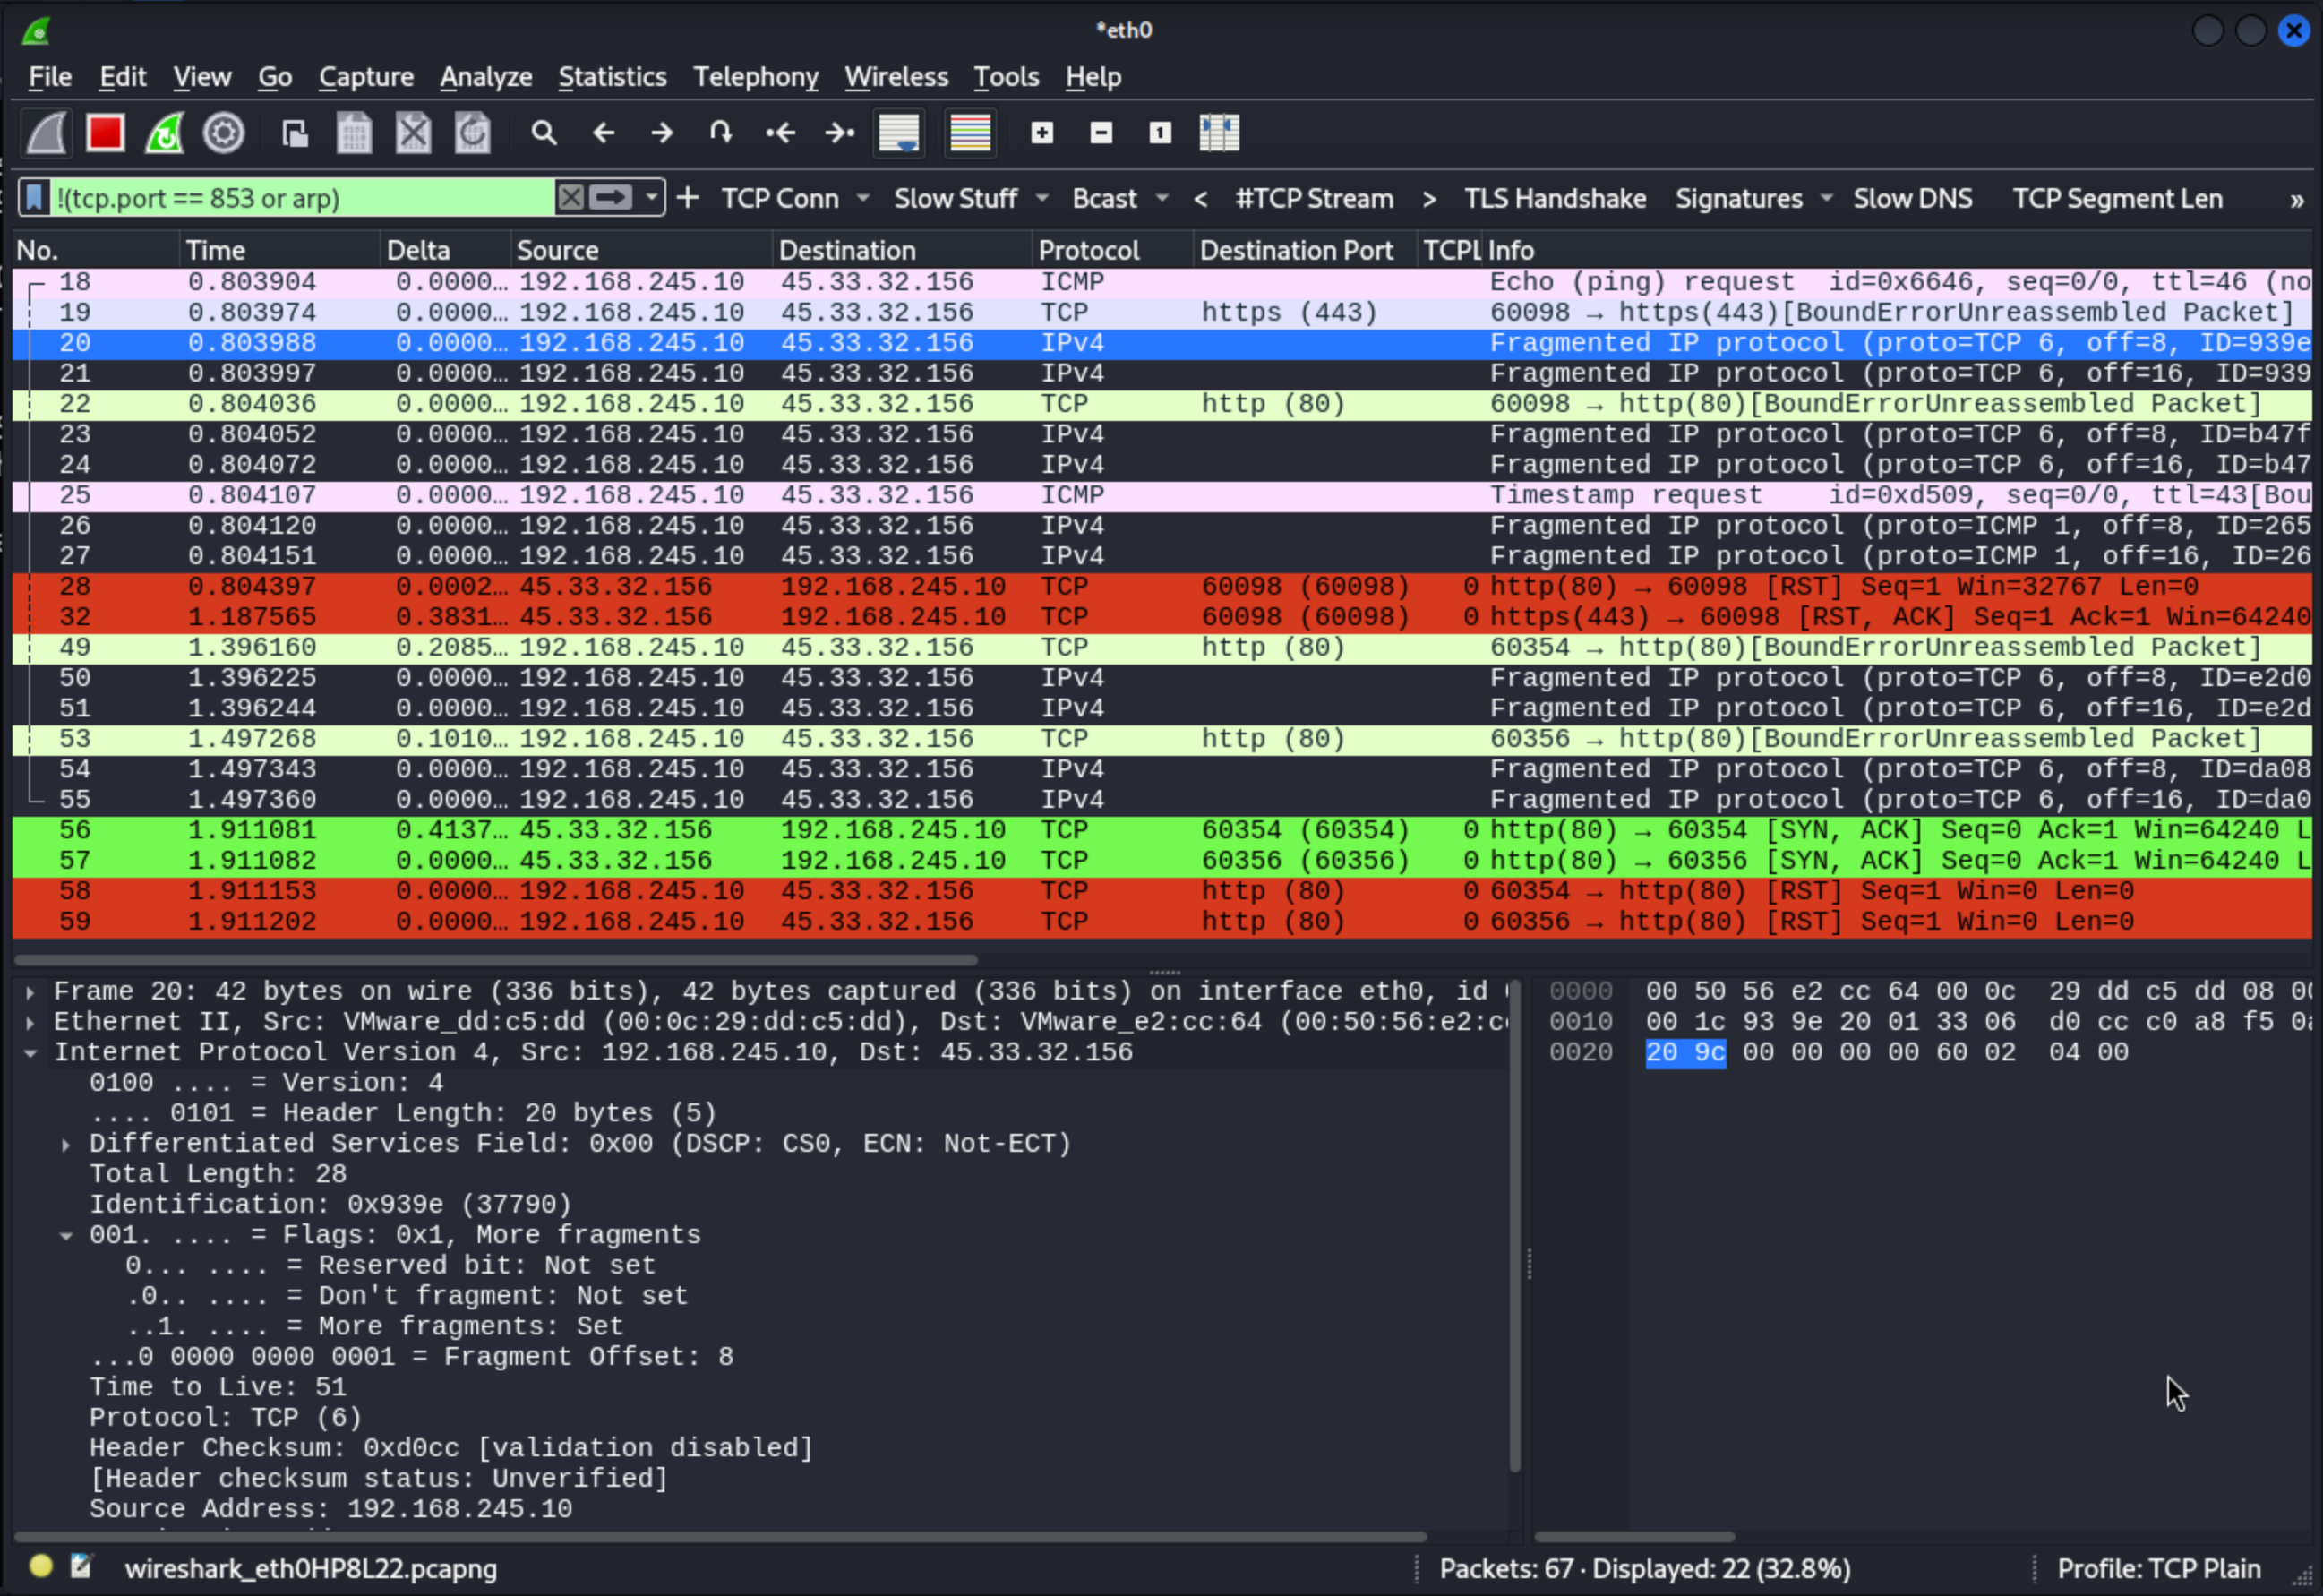 *eth0
File Edit View Go Capture Analyze Statistics Telephony Wireless Tools Help
!(tcp.port == 853 or arp) + TCP Conn Slow Stuff Bcast < #TCP Stream > TLS Handshake Signatures Slow DNS TCP Segment Len »
No. Time Delta Source Destination Protocol Destination Port TCPL Info
18 0.803904 0.0000… 192.168.245.10 45.33.32.156 ICMP Echo (ping) request id=0x6646, seq=0/0, ttl=46 (no
19 0.803974 0.0000… 192.168.245.10 45.33.32.156 TCP https (443) 60098 → https(443)[BoundErrorUnreassembled Packet]
20 0.803988 0.0000… 192.168.245.10 45.33.32.156 IPv4 Fragmented IP protocol (proto=TCP 6, off=8, ID=939e
21 0.803997 0.0000… 192.168.245.10 45.33.32.156 IPv4 Fragmented IP protocol (proto=TCP 6, off=16, ID=939
22 0.804036 0.0000… 192.168.245.10 45.33.32.156 TCP http (80) 60098 → http(80)[BoundErrorUnreassembled Packet]
23 0.804052 0.0000… 192.168.245.10 45.33.32.156 IPv4 Fragmented IP protocol (proto=TCP 6, off=8, ID=b47f
24 0.804072 0.0000… 192.168.245.10 45.33.32.156 IPv4 Fragmented IP protocol (proto=TCP 6, off=16, ID=b47
25 0.804107 0.0000… 192.168.245.10 45.33.32.156 ICMP Timestamp request id=0xd509, seq=0/0, ttl=43[Bou
26 0.804120 0.0000… 192.168.245.10 45.33.32.156 IPv4 Fragmented IP protocol (proto=ICMP 1, off=8, ID=265
27 0.804151 0.0000… 192.168.245.10 45.33.32.156 IPv4 Fragmented IP protocol (proto=ICMP 1, off=16, ID=26
28 0.804397 0.0002… 45.33.32.156 192.168.245.10 TCP 60098 (60098) 0 http(80) → 60098 [RST] Seq=1 Win=32767 Len=0
32 1.187565 0.3831… 45.33.32.156 192.168.245.10 TCP 60098 (60098) 0 https(443) → 60098 [RST, ACK] Seq=1 Ack=1 Win=64240
49 1.396160 0.2085… 192.168.245.10 45.33.32.156 TCP http (80) 60354 → http(80)[BoundErrorUnreassembled Packet]
50 1.396225 0.0000… 192.168.245.10 45.33.32.156 IPv4 Fragmented IP protocol (proto=TCP 6, off=8, ID=e2d0
51 1.396244 0.0000… 192.168.245.10 45.33.32.156 IPv4 Fragmented IP protocol (proto=TCP 6, off=16, ID=e2d
53 1.497268 0.1010… 192.168.245.10 45.33.32.156 TCP http (80) 60356 → http(80)[BoundErrorUnreassembled Packet]
54 1.497343 0.0000… 192.168.245.10 45.33.32.156 IPv4 Fragmented IP protocol (proto=TCP 6, off=8, ID=da08
55 1.497360 0.0000… 192.168.245.10 45.33.32.156 IPv4 Fragmented IP protocol (proto=TCP 6, off=16, ID=da0
56 1.911081 0.4137… 45.33.32.156 192.168.245.10 TCP 60354 (60354) 0 http(80) → 60354 [SYN, ACK] Seq=0 Ack=1 Win=64240 L
57 1.911082 0.0000… 45.33.32.156 192.168.245.10 TCP 60356 (60356) 0 http(80) → 60356 [SYN, ACK] Seq=0 Ack=1 Win=64240 L
58 1.911153 0.0000… 192.168.245.10 45.33.32.156 TCP http (80) 0 60354 → http(80) [RST] Seq=1 Win=0 Len=0
59 1.911202 0.0000… 192.168.245.10 45.33.32.156 TCP http (80) 0 60356 → http(80) [RST] Seq=1 Win=0 Len=0
Frame 20: 42 bytes on wire (336 bits), 42 bytes captured (336 bits) on interface eth0, id
Ethernet II, Src: VMware_dd:c5:dd (00:0c:29:dd:c5:dd), Dst: VMware_e2:cc:64 (00:50:56:e2:c
Internet Protocol Version 4, Src: 192.168.245.10, Dst: 45.33.32.156
0100 .... = Version: 4
.... 0101 = Header Length: 20 bytes (5)
Differentiated Services Field: 0x00 (DSCP: CS0, ECN: Not-ECT)
Total Length: 28
Identification: 0x939e (37790)
001. .... = Flags: 0x1, More fragments
0... .... = Reserved bit: Not set
.0.. .... = Don't fragment: Not set
..1. .... = More fragments: Set
...0 0000 0000 0001 = Fragment Offset: 8
Time to Live: 51
Protocol: TCP (6)
Header Checksum: 0xd0cc [validation disabled]
[Header checksum status: Unverified]
Source Address: 192.168.245.10
0000 00 50 56 e2 cc 64 00 0c 29 dd c5 dd 08 00
0010 00 1c 93 9e 20 01 33 06 d0 cc c0 a8 f5 0a
0020 20 9c 00 00 00 00 60 02 04 00
wireshark_eth0HP8L22.pcapng Packets: 67 · Displayed: 22 (32.8%) Profile: TCP Plain